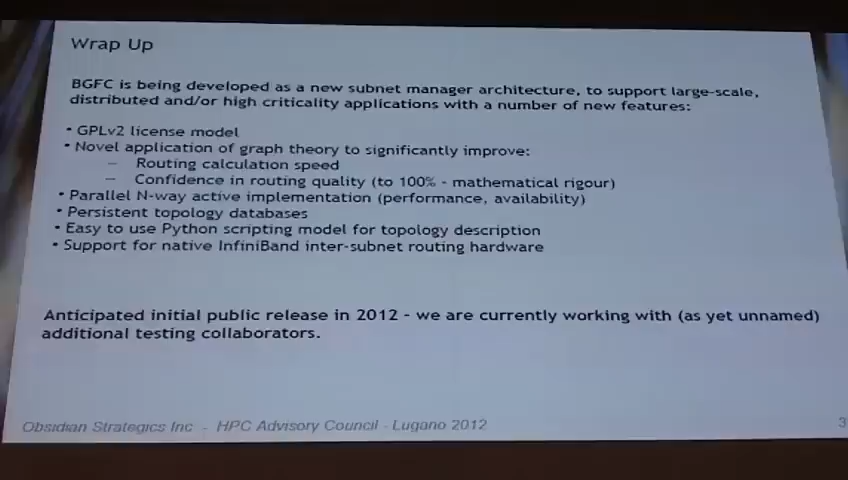 Wrap Up
BGFC is being developed as a new subnet manager architecture, to support large-scale,
distributed and/or high criticality applications with a number of new features:
• GPLv2 license model
• Novel application of graph theory to significantly improve:
– Routing calculation speed
– Confidence in routing quality (to 100% - mathematical rigour)
• Parallel N-way active implementation (performance, availability)
• Persistent topology databases
• Easy to use Python scripting model for topology description
• Support for native InfiniBand inter-subnet routing hardware
Anticipated initial public release in 2012 - we are currently working with (as yet unnamed)
additional testing collaborators.
Obsidian Strategics Inc - HPC Advisory Council - Lugano 2012